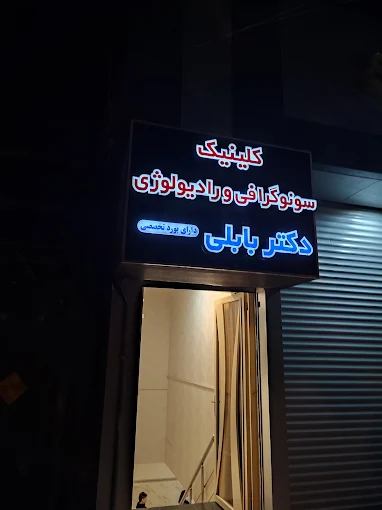 کلینیک
سونوگرافی و رادیولوژی
دکتر بابلی دارای بورد تخصصی